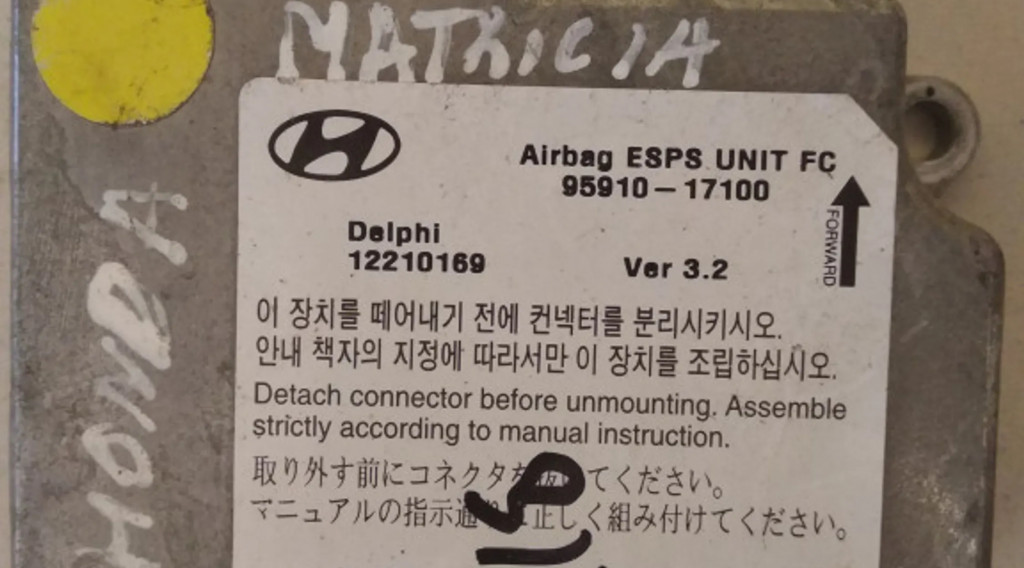 MATRICIA
HONDA
Airbag ESPS UNIT FC
95910-17100
FORWARD
Delphi
12210169
Ver 3.2
이 장치를 떼어내기 전에 컨넥터를 분리시키시오.
안내 책자의 지정에 따라서만 이 장치를 조립하십시오.
Detach connector before unmounting. Assemble
strictly according to manual instruction.
取り外す前にコネクタを抜いてください。
マニュアルの指示通りに正しく組み付けてください。